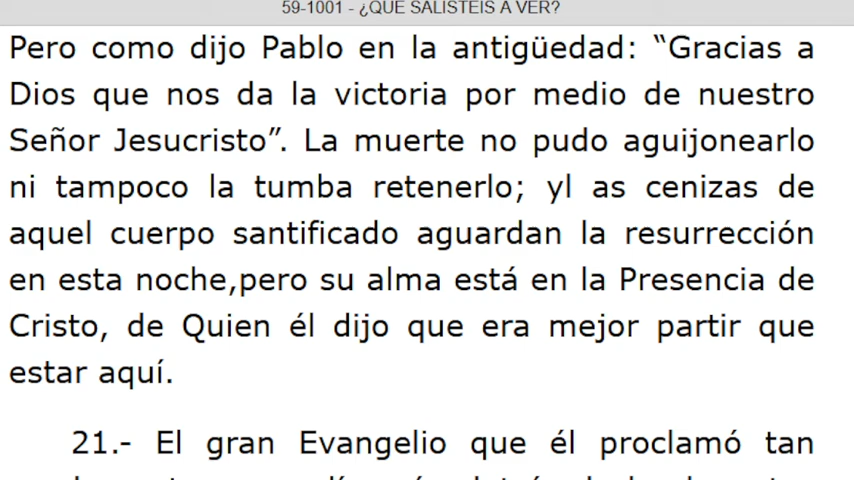 59-1001 - ¿QUE SALISTEIS A VER?
Pero como dijo Pablo en la antigüedad: “Gracias a
Dios que nos da la victoria por medio de nuestro
Señor Jesucristo”. La muerte no pudo aguijonearlo
ni tampoco la tumba retenerlo; yl as cenizas de
aquel cuerpo santificado aguardan la resurrección
en esta noche,pero su alma está en la Presencia de
Cristo, de Quien él dijo que era mejor partir que
estar aquí.
21.- El gran Evangelio que él proclamó tan